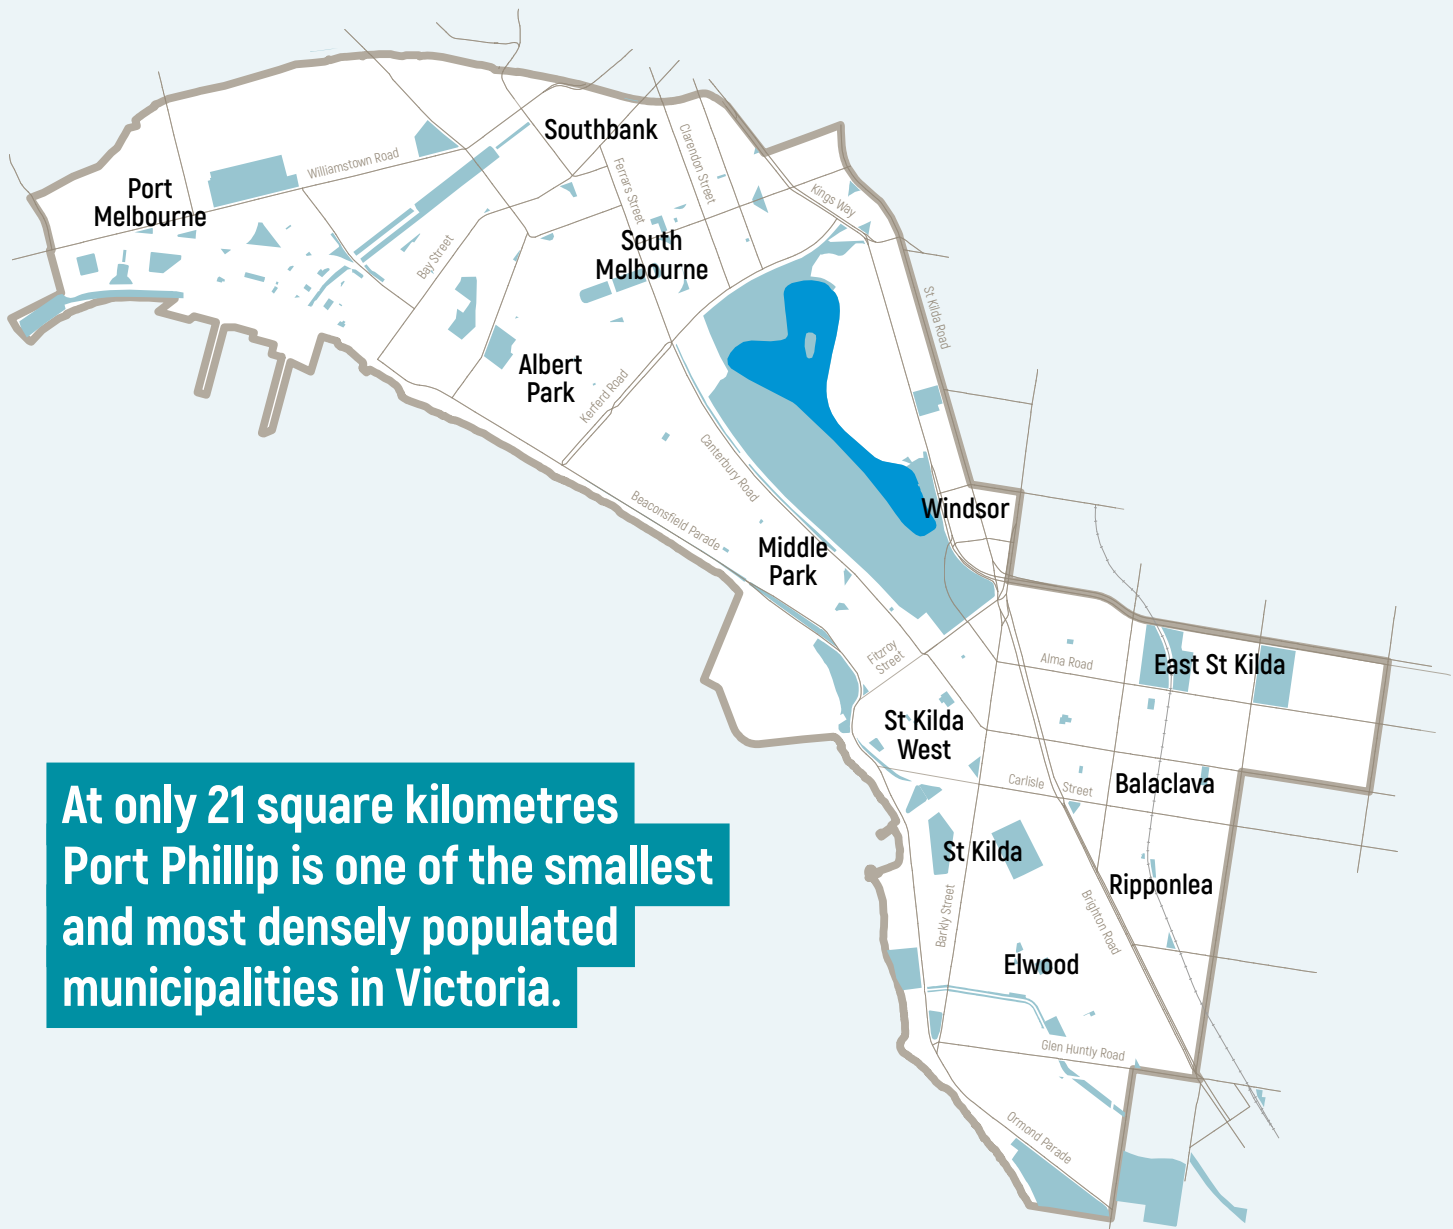 Southbank
Clarendon Street
Williamstown Road
Ferrars Street
Port
Melbourne
Kings Way
Bay Street
South
Melbourne
St Kilda Road
Albert
Park
Kerferd Road
Canterbury Road
Beaconsfield Parade
Windsor
Middle
Park
Fitzroy
Street
Alma Road
East St Kilda
St Kilda
West
Carlisle Street
Balaclava
At only 21 square kilometres
Port Phillip is one of the smallest
and most densely populated
municipalities in Victoria.
St Kilda
Ripponlea
Barkly Street
Brighton Road
Elwood
Glen Huntly Road
Ormond Parade